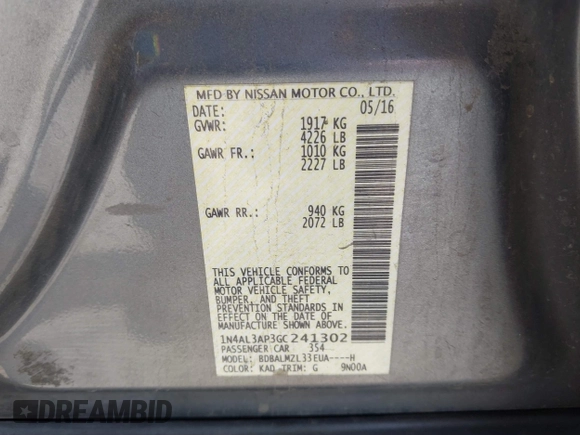 MFD BY NISSAN MOTOR CO., LTD.
DATE: 05/16
GVWR: 1917 KG
4226 LB
GAWR FR.: 1010 KG
2227 LB
GAWR RR.: 940 KG
2072 LB
THIS VEHICLE CONFORMS TO
ALL APPLICABLE FEDERAL
MOTOR VEHICLE SAFETY,
BUMPER, AND THEFT
PREVENTION STANDARDS IN
EFFECT ON THE DATE OF
MANUFACTURE SHOWN ABOVE.
1N4AL3AP3GC241302
PASSENGER CAR 354
MODEL: BDBALMZL33EUA----H
COLOR: KAD TRIM: G 9N00A
DREAMBID